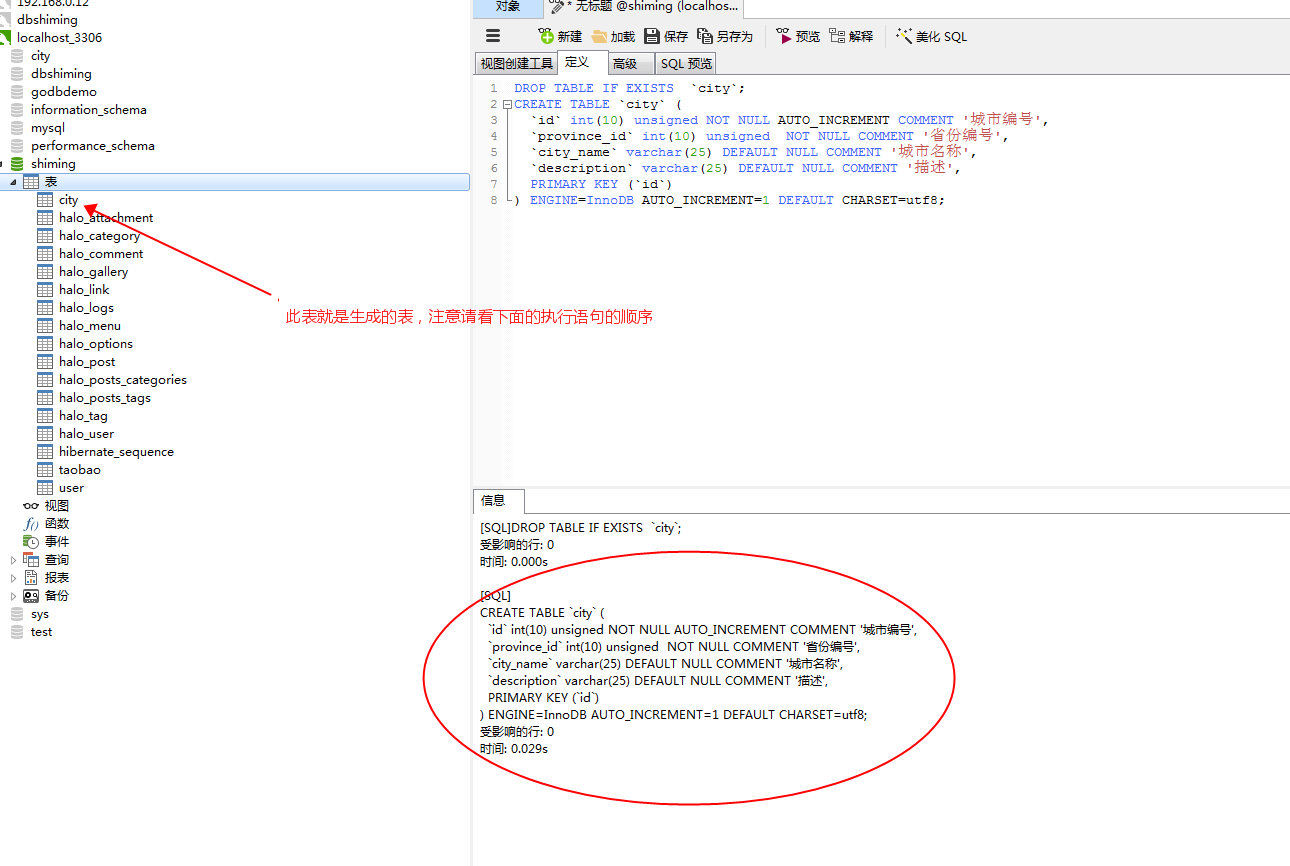 192.168.0.12
dbshiming
localhost_3306
city
dbshiming
godbdemo
information_schema
mysql
performance_schema
shiming
表
city
halo_attachment
halo_category
halo_comment
halo_gallery
halo_link
halo_logs
halo_menu
halo_options
halo_post
halo_posts_categories
halo_posts_tags
halo_tag
halo_user
hibernate_sequence
taobao
user
视图
f() 函数
事件
查询
报表
备份
sys
test
此表就是生成的表，注意请看下面的执行语句的顺序
对象 * 无标题 @shiming (localhos...
新建 加载 保存 另存为 预览 解释 美化 SQL
视图创建工具 定义 高级 SQL 预览
1 DROP TABLE IF EXISTS  `city`;
2 CREATE TABLE `city` (
3   `id` int(10) unsigned NOT NULL AUTO_INCREMENT COMMENT '城市编号',
4   `province_id` int(10) unsigned  NOT NULL COMMENT '省份编号',
5   `city_name` varchar(25) DEFAULT NULL COMMENT '城市名称',
6   `description` varchar(25) DEFAULT NULL COMMENT '描述',
7   PRIMARY KEY (`id`)
8 ) ENGINE=InnoDB AUTO_INCREMENT=1 DEFAULT CHARSET=utf8;
信息
[SQL]DROP TABLE IF EXISTS  `city`;
受影响的行: 0
时间: 0.000s
[SQL]
CREATE TABLE `city` (
  `id` int(10) unsigned NOT NULL AUTO_INCREMENT COMMENT '城市编号',
  `province_id` int(10) unsigned  NOT NULL COMMENT '省份编号',
  `city_name` varchar(25) DEFAULT NULL COMMENT '城市名称',
  `description` varchar(25) DEFAULT NULL COMMENT '描述',
  PRIMARY KEY (`id`)
) ENGINE=InnoDB AUTO_INCREMENT=1 DEFAULT CHARSET=utf8;
受影响的行: 0
时间: 0.029s